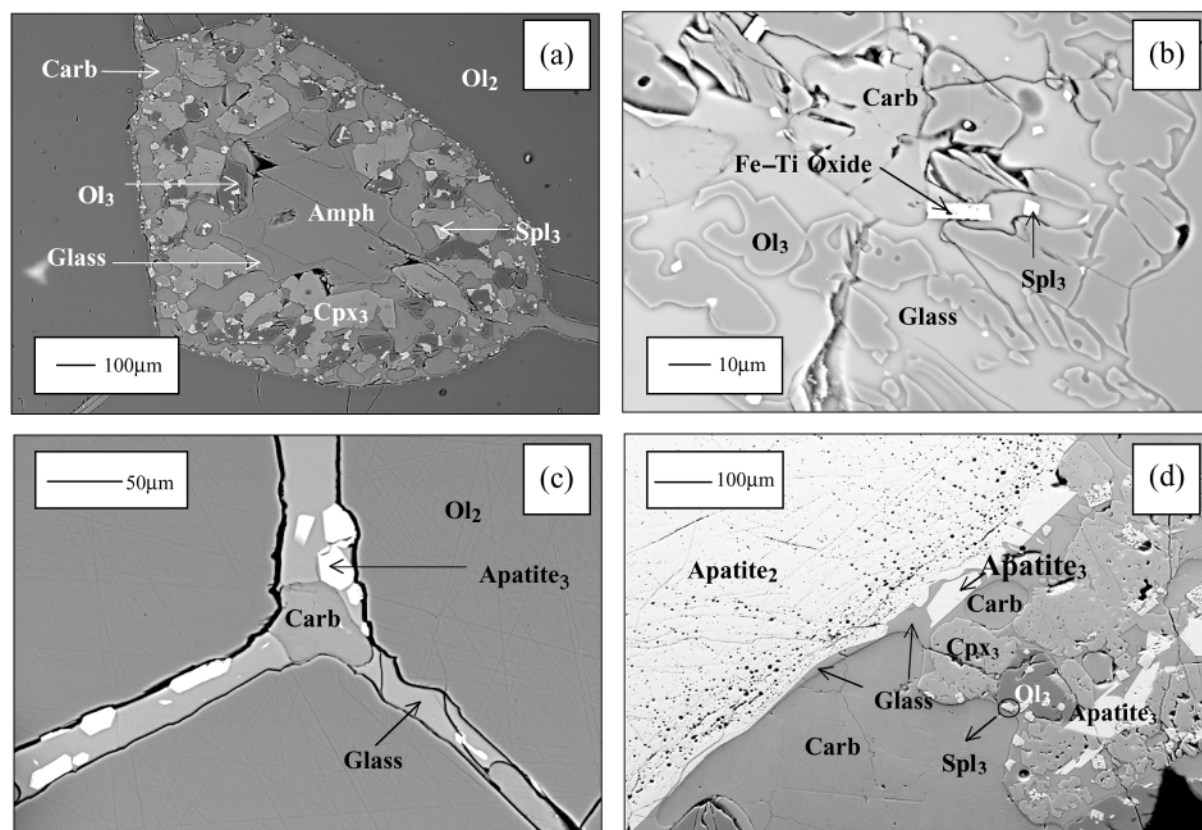 (a)
Carb
Ol₂
Ol₃
Amph
Spl₃
Glass
Cpx₃
100μm
(b)
Carb
Fe–Ti Oxide
Ol₃
Spl₃
Glass
10μm
50μm
(c)
Ol₂
Apatite₃
Carb
Glass
100μm
(d)
Apatite₂
Apatite₃
Carb
Cpx₃
Glass
Ol₃
Apatite₃
Carb
Spl₃